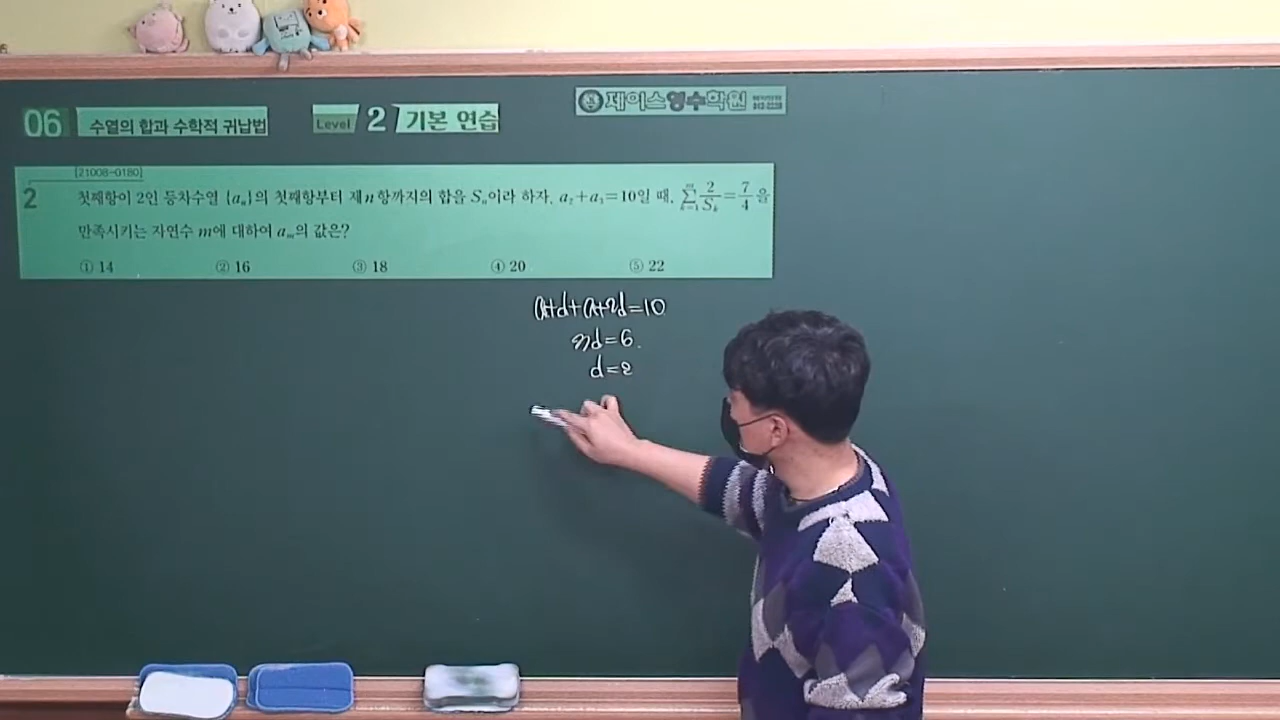 06 수열의 합과 수학적 귀납법 Level 2 기본 연습
제이스영수학원
[21008-0180]
2 첫째항이 2인 등차수열 {aₙ}의 첫째항부터 제n항까지의 합을 Sₙ이라 하자. a₂+a₃=10일 때, ∑_{k=1}^{m} 2/Sₖ = 7/4 을
만족시키는 자연수 m에 대하여 aₘ의 값은?
① 14 ② 16 ③ 18 ④ 20 ⑤ 22
a+d+a+2d=10
3d=6.
d=2